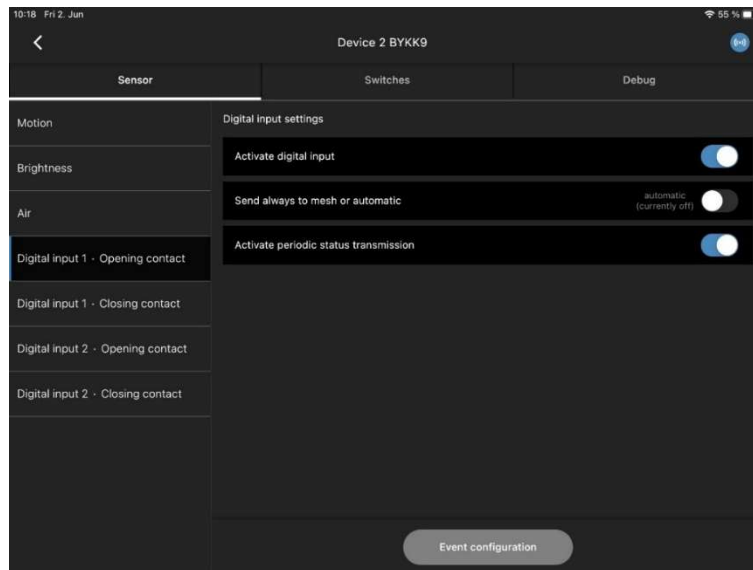 10:18 Fri 2. Jun
55 %
Device 2 BYKK9
Sensor
Switches
Debug
Motion
Brightness
Air
Digital input 1 · Opening contact
Digital input 1 · Closing contact
Digital input 2 · Opening contact
Digital input 2 · Closing contact
Digital input settings
Activate digital input
Send always to mesh or automatic
automatic
(currently off)
Activate periodic status transmission
Event configuration